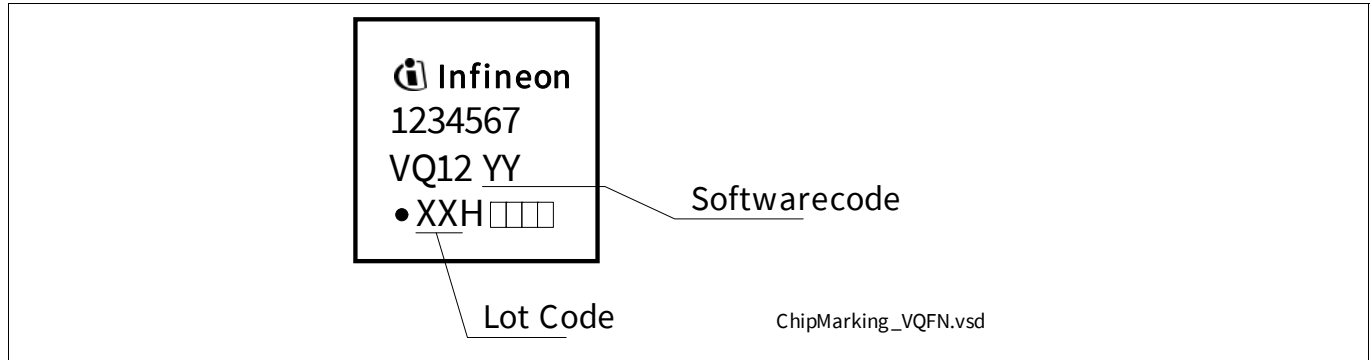 Infineon
1234567
VQ12 YY
Softwarecode
•XXH
Lot Code
ChipMarking_VQFN.vsd